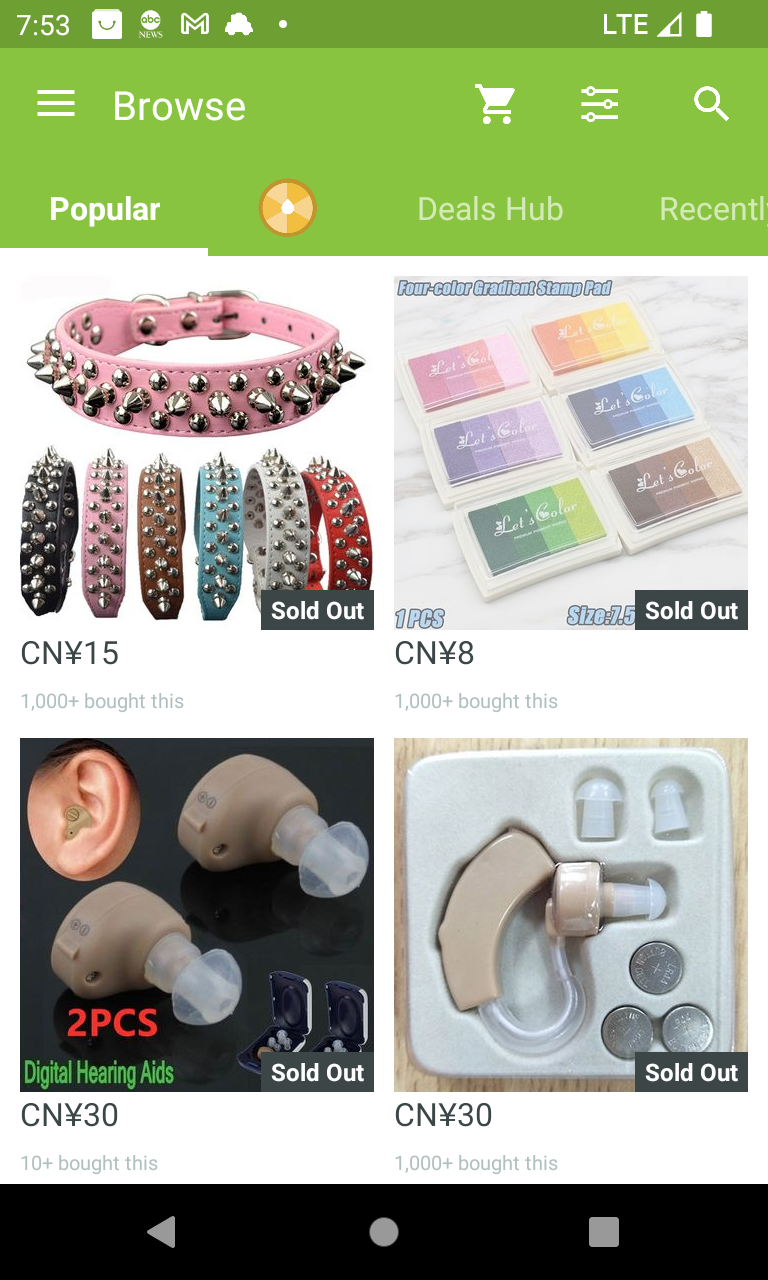 7:53
abc
NEWS
LTE
Browse
Popular
Deals Hub
Recently
Four-color Gradient Stamp Pad
Let's Color
Let's Color
Let's Color
Let's Color
Let's Color
Let's Color
1 PCS
Size:7.5
Sold Out
Sold Out
CN¥15
CN¥8
1,000+ bought this
1,000+ bought this
2PCS
Digital Hearing Aids
Sold Out
Sold Out
CN¥30
CN¥30
10+ bought this
1,000+ bought this